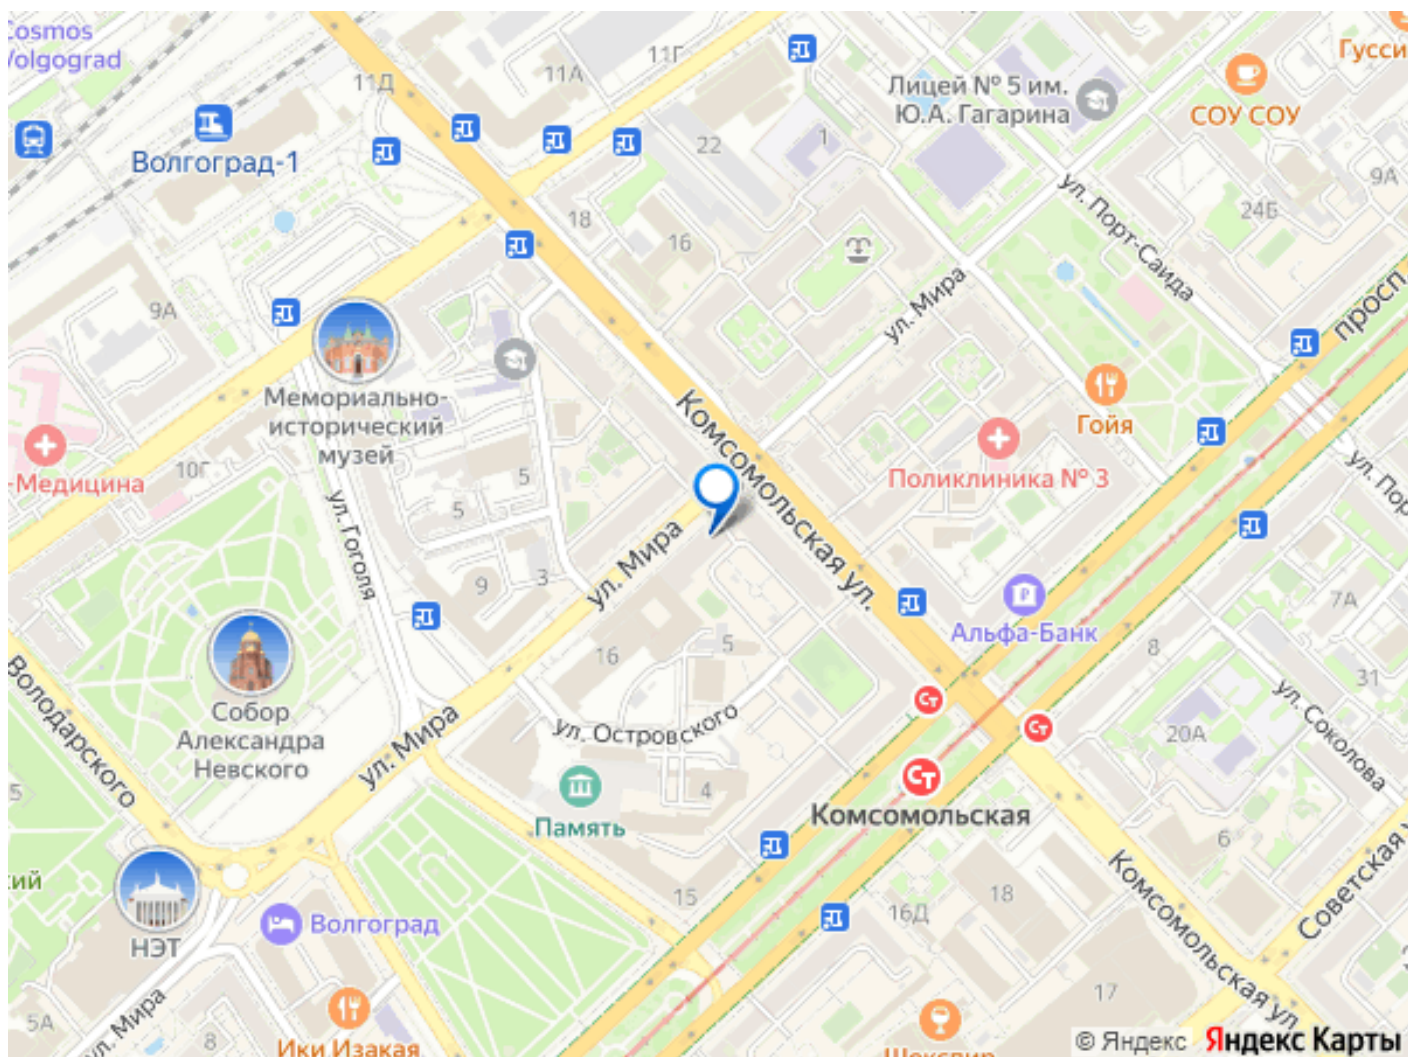 Cosmos
Volgograd
11Д
11А
11Г
Лицей № 5 им.
Ю.А. Гагарина
1
СОУ СОУ
Волгоград-1
22
18
16
ул. Порт-Саида
24Б
9А
просп
9А
ул. Мира
Мемориально-
исторический
музей
Комсомольская ул.
Гойя
Поликлиника № 3
-Медицина
10Г
ул. Гоголя
5
5
9
3
ул. Мира
Альфа-Банк
7А
8
31
16
5
ул. Островского
Собор
Александра
Невского
Володарского
ул. Мира
20А
ул. Соколова
Ст
Ст
Ст
Комсомольская
4
Память
5
6
Советская
15
18
16Д
Комсомольская ул.
17
НЭТ
Волгоград
5А
ул. Мира
8
Ики Изакая
© Яндекс
Яндекс Карты